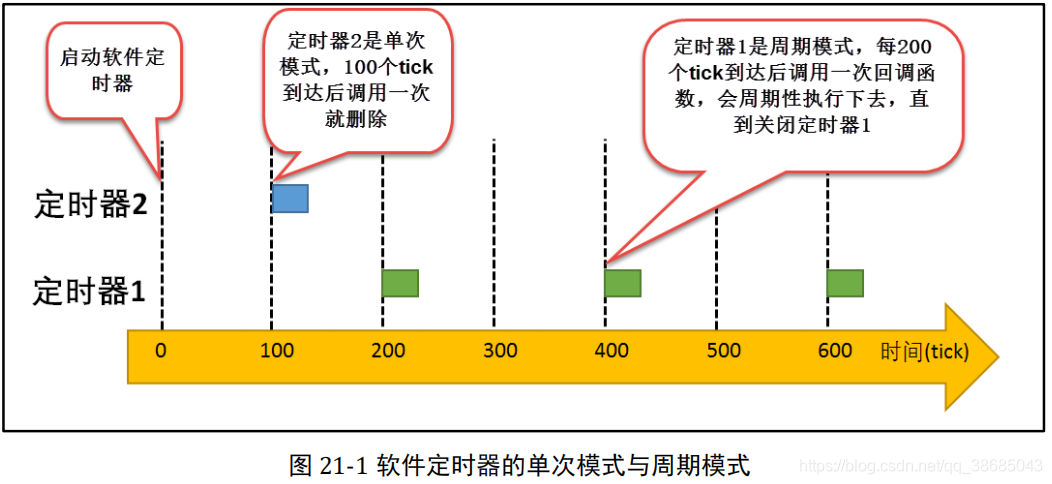 启动软件定
时器
定时器2是单次
模式，100个tick
到达后调用一次
就删除
定时器1是周期模式，每200
个tick到达后调用一次回调函
数，会周期性执行下去，直
到关闭定时器1
定时器2
定时器1
0 100 200 300 400 500 600 时间(tick)
图 21-1 软件定时器的单次模式与周期模式
https://blog.csdn.net/qq_38685043